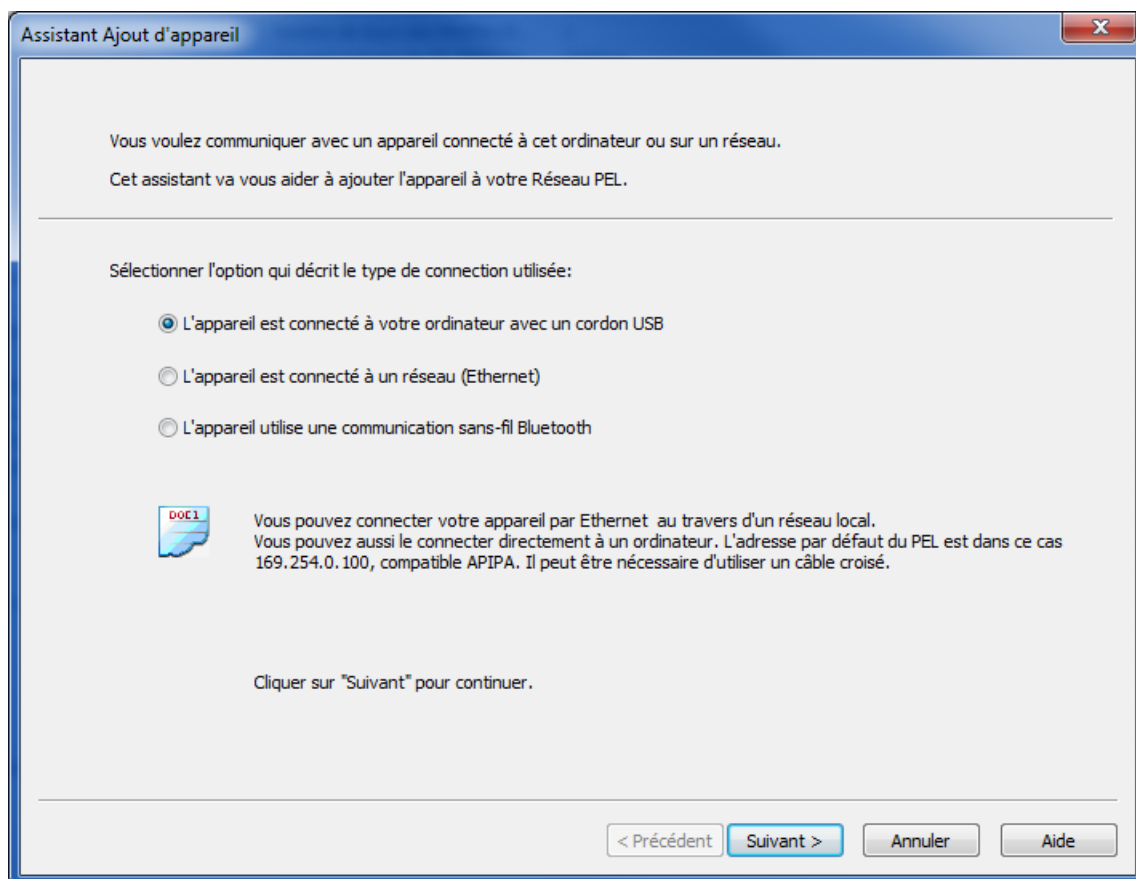 Assistant Ajout d'appareil
X
Vous voulez communiquer avec un appareil connecté à cet ordinateur ou sur un réseau.
Cet assistant va vous aider à ajouter l'appareil à votre Réseau PEL.
Sélectionner l'option qui décrit le type de connection utilisée:
L'appareil est connecté à votre ordinateur avec un cordon USB
L'appareil est connecté à un réseau (Ethernet)
L'appareil utilise une communication sans-fil Bluetooth
DOC1
Vous pouvez connecter votre appareil par Ethernet au travers d'un réseau local.
Vous pouvez aussi le connecter directement à un ordinateur. L'adresse par défaut du PEL est dans ce cas
169.254.0.100, compatible APIPA. Il peut être nécessaire d'utiliser un câble croisé.
Cliquer sur "Suivant" pour continuer.
< Précédent Suivant > Annuler Aide